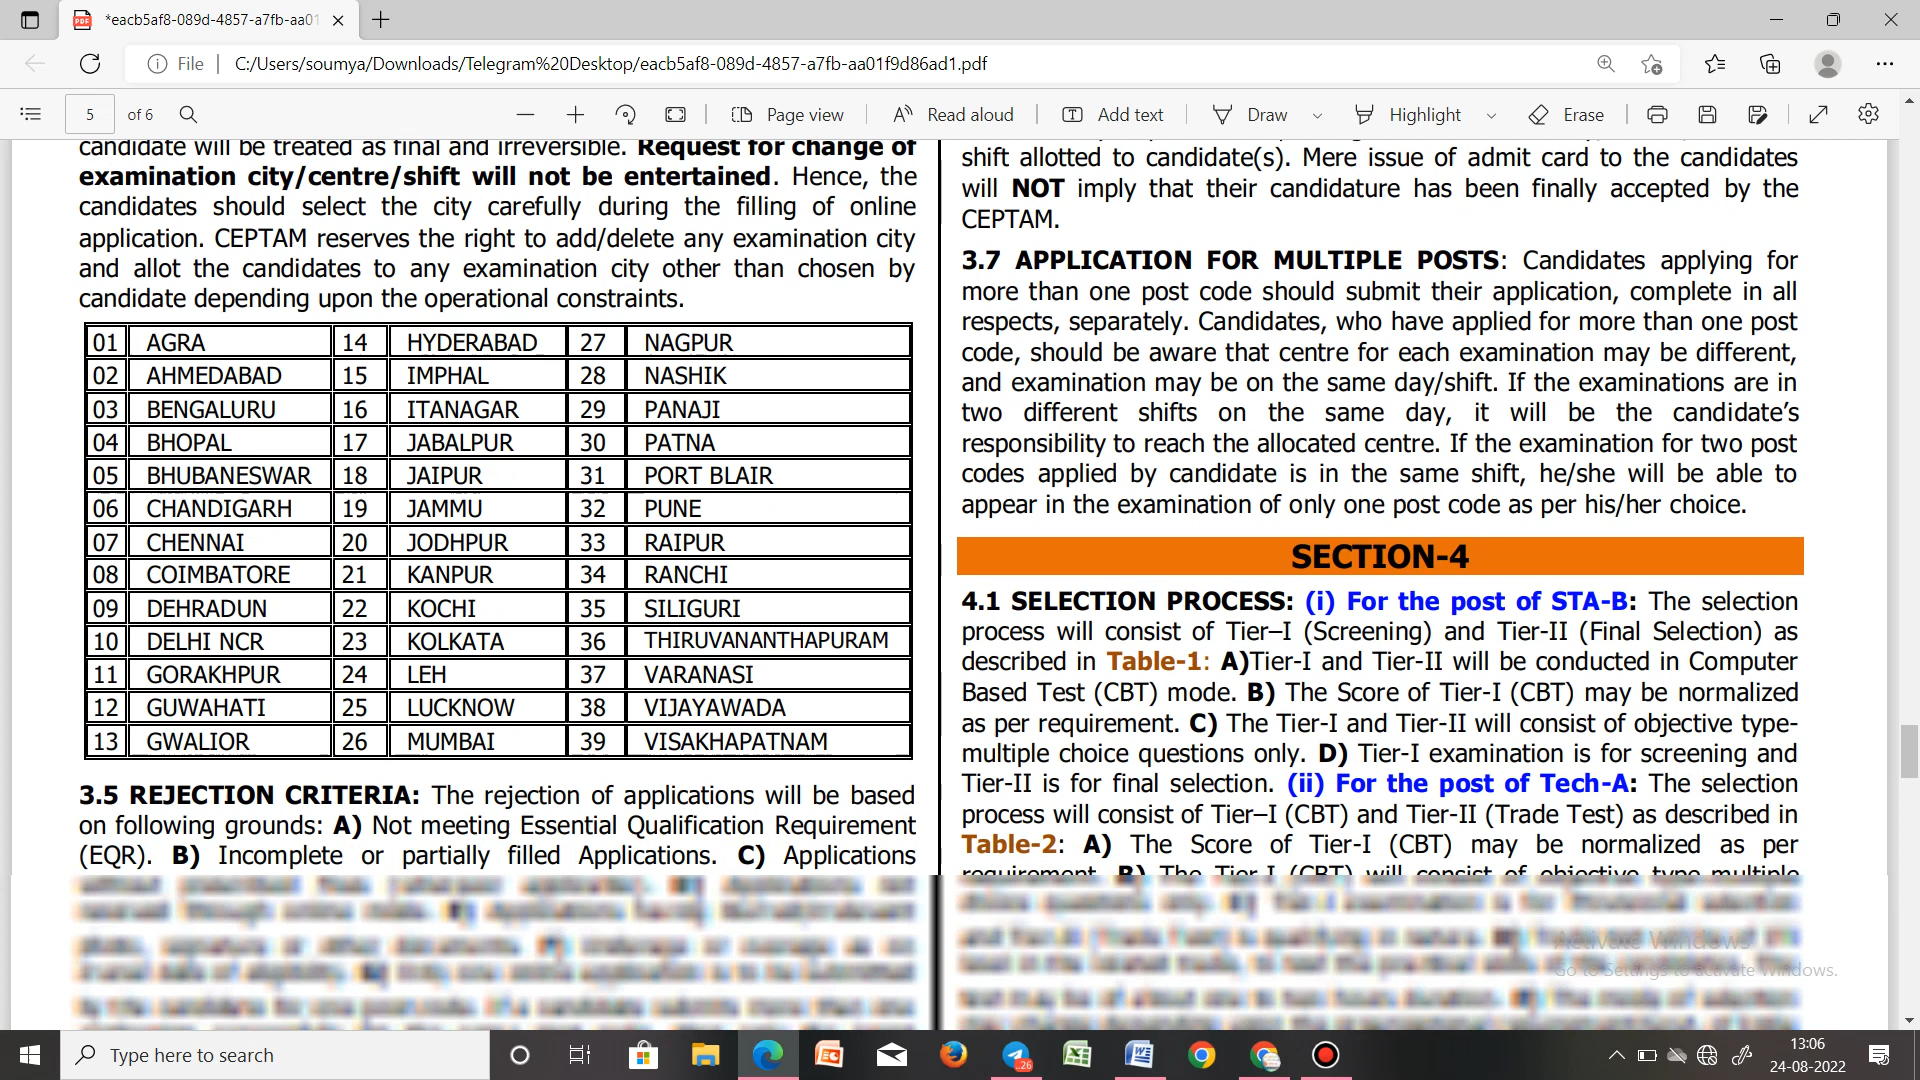 *eacb5af8-089d-4857-a7fb-aa01
File
C:/Users/soumya/Downloads/Telegram%20Desktop/eacb5af8-089d-4857-a7fb-aa01f9d86ad1.pdf
5 of 6
Page view
Read aloud
Add text
Draw
Highlight
Erase
candidate will be treated as final and irreversible. Request for change of
examination city/centre/shift will not be entertained. Hence, the
candidates should select the city carefully during the filling of online
application. CEPTAM reserves the right to add/delete any examination city
and allot the candidates to any examination city other than chosen by
candidate depending upon the operational constraints.
01 AGRA 14 HYDERABAD 27 NAGPUR
02 AHMEDABAD 15 IMPHAL 28 NASHIK
03 BENGALURU 16 ITANAGAR 29 PANAJI
04 BHOPAL 17 JABALPUR 30 PATNA
05 BHUBANESWAR 18 JAIPUR 31 PORT BLAIR
06 CHANDIGARH 19 JAMMU 32 PUNE
07 CHENNAI 20 JODHPUR 33 RAIPUR
08 COIMBATORE 21 KANPUR 34 RANCHI
09 DEHRADUN 22 KOCHI 35 SILIGURI
10 DELHI NCR 23 KOLKATA 36 THIRUVANANTHAPURAM
11 GORAKHPUR 24 LEH 37 VARANASI
12 GUWAHATI 25 LUCKNOW 38 VIJAYAWADA
13 GWALIOR 26 MUMBAI 39 VISAKHAPATNAM
3.5 REJECTION CRITERIA: The rejection of applications will be based
on following grounds: A) Not meeting Essential Qualification Requirement
(EQR). B) Incomplete or partially filled Applications. C) Applications
shift allotted to candidate(s). Mere issue of admit card to the candidates
will NOT imply that their candidature has been finally accepted by the
CEPTAM.
3.7 APPLICATION FOR MULTIPLE POSTS: Candidates applying for
more than one post code should submit their application, complete in all
respects, separately. Candidates, who have applied for more than one post
code, should be aware that centre for each examination may be different,
and examination may be on the same day/shift. If the examinations are in
two different shifts on the same day, it will be the candidate’s
responsibility to reach the allocated centre. If the examination for two post
codes applied by candidate is in the same shift, he/she will be able to
appear in the examination of only one post code as per his/her choice.
SECTION-4
4.1 SELECTION PROCESS: (i) For the post of STA-B: The selection
process will consist of Tier–I (Screening) and Tier-II (Final Selection) as
described in Table-1: A)Tier-I and Tier-II will be conducted in Computer
Based Test (CBT) mode. B) The Score of Tier-I (CBT) may be normalized
as per requirement. C) The Tier-I and Tier-II will consist of objective type-
multiple choice questions only. D) Tier-I examination is for screening and
Tier-II is for final selection. (ii) For the post of Tech-A: The selection
process will consist of Tier–I (CBT) and Tier-II (Trade Test) as described in
Table-2: A) The Score of Tier-I (CBT) may be normalized as per
requirement. B) The Tier-I (CBT) will consist of objective type multiple
Activate Windows
Go to Settings to activate Windows.
Type here to search
26
13:06
24-08-2022